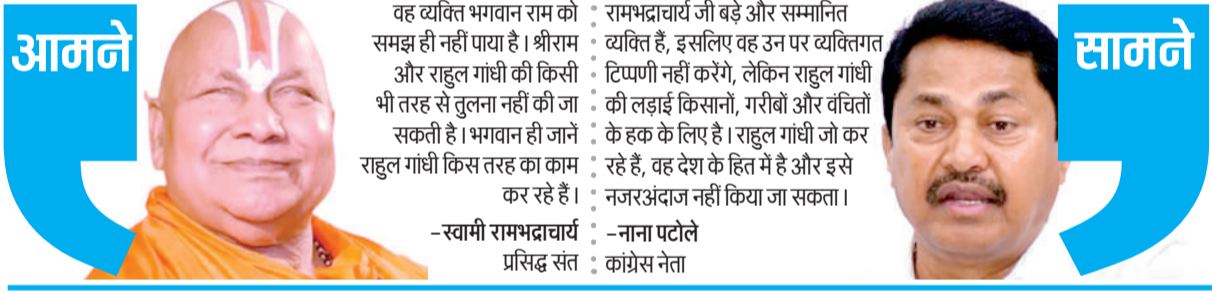 आमने
वह व्यक्ति भगवान राम को
समझ ही नहीं पाया है। श्रीराम
और राहुल गांधी की किसी
भी तरह से तुलना नहीं की जा
सकती है। भगवान ही जानें
राहुल गांधी किस तरह का काम
कर रहे हैं।
–स्वामी रामभद्राचार्य
प्रसिद्ध संत
रामभद्राचार्य जी बड़े और सम्मानित
व्यक्ति हैं, इसलिए वह उन पर व्यक्तिगत
टिप्पणी नहीं करेंगे, लेकिन राहुल गांधी
की लड़ाई किसानों, गरीबों और वंचितों
के हक के लिए है। राहुल गांधी जो कर
रहे हैं, वह देश के हित में है और इसे
नजरअंदाज नहीं किया जा सकता।
–नाना पटोले
कांग्रेस नेता
सामने